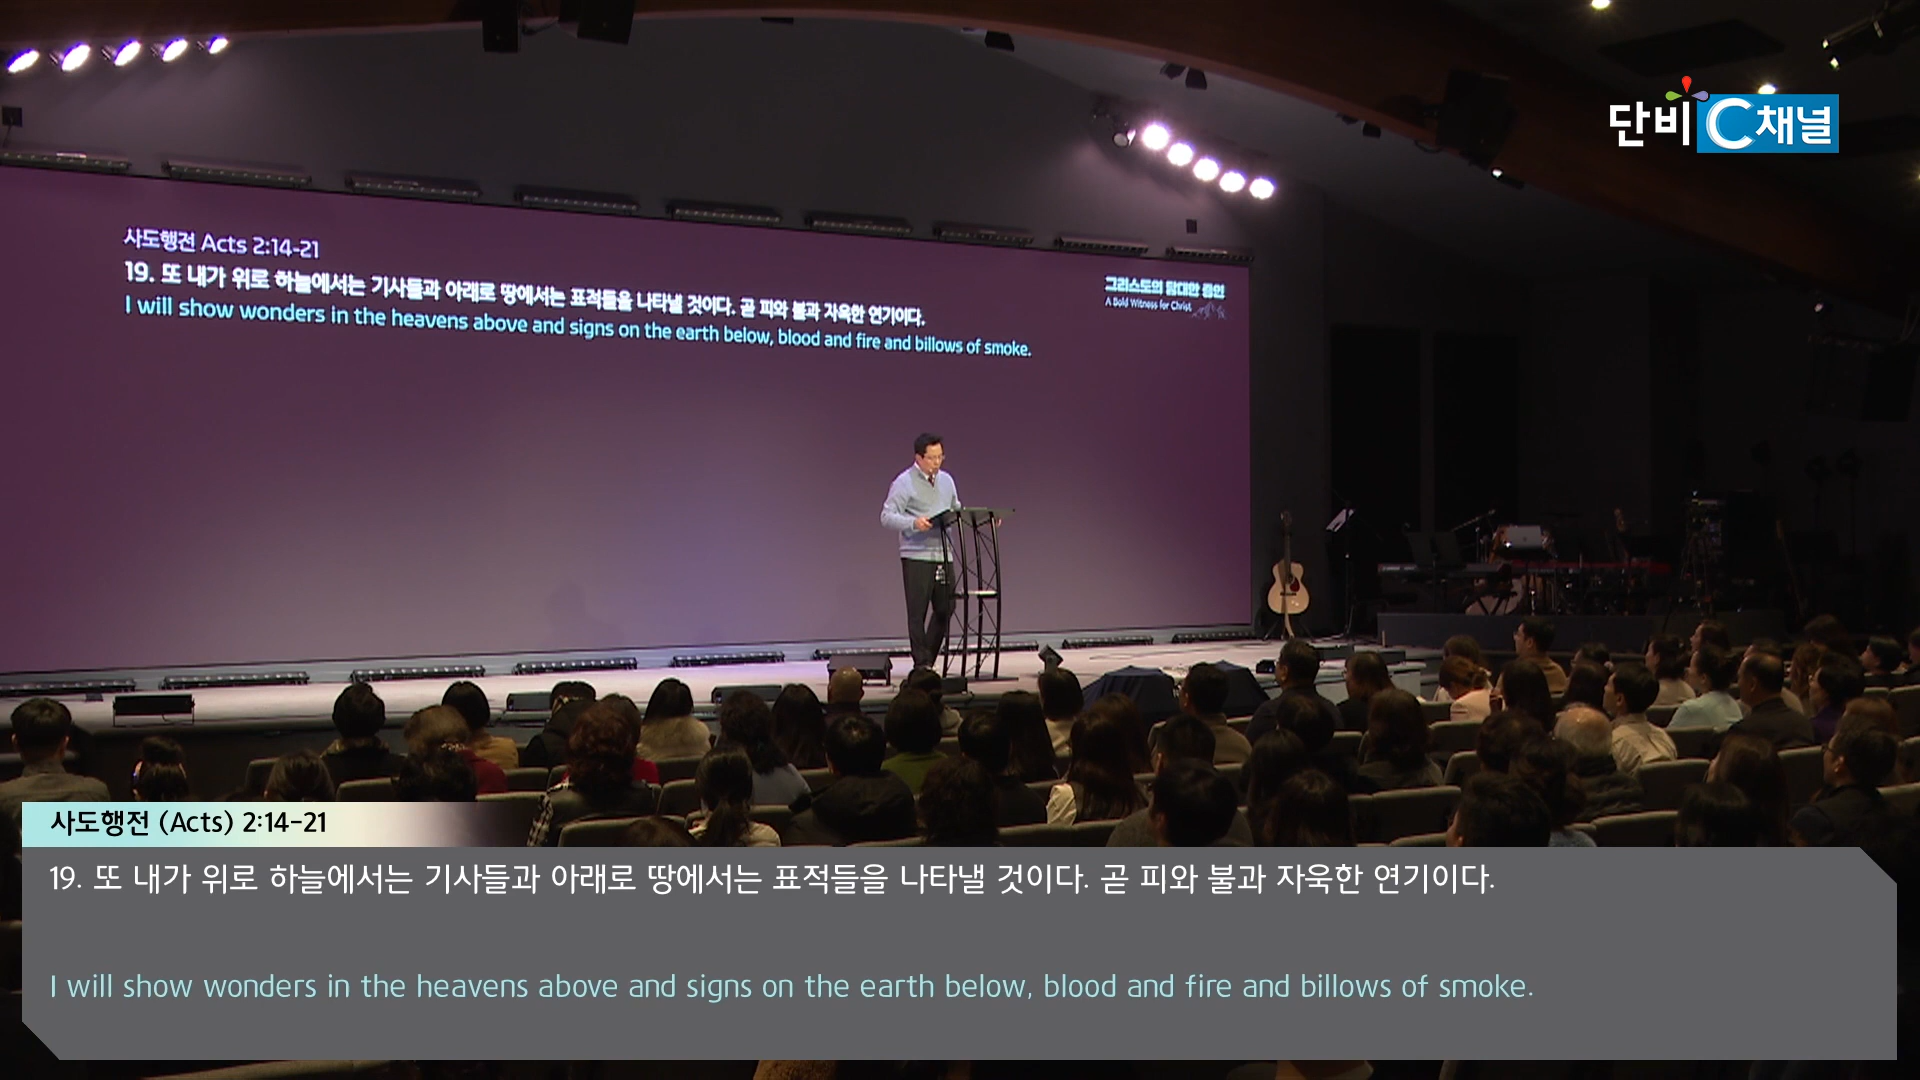 단비 C채널
사도행전 Acts 2:14-21
19. 또 내가 위로 하늘에서는 기사들과 아래로 땅에서는 표적들을 나타낼 것이다. 곧 피와 불과 자욱한 연기이다.
I will show wonders in the heavens above and signs on the earth below, blood and fire and billows of smoke.
그리스도의 담대한 증인
A Bold Witness for Christ
사도행전 (Acts) 2:14-21
19. 또 내가 위로 하늘에서는 기사들과 아래로 땅에서는 표적들을 나타낼 것이다. 곧 피와 불과 자욱한 연기이다.
I will show wonders in the heavens above and signs on the earth below, blood and fire and billows of smoke.